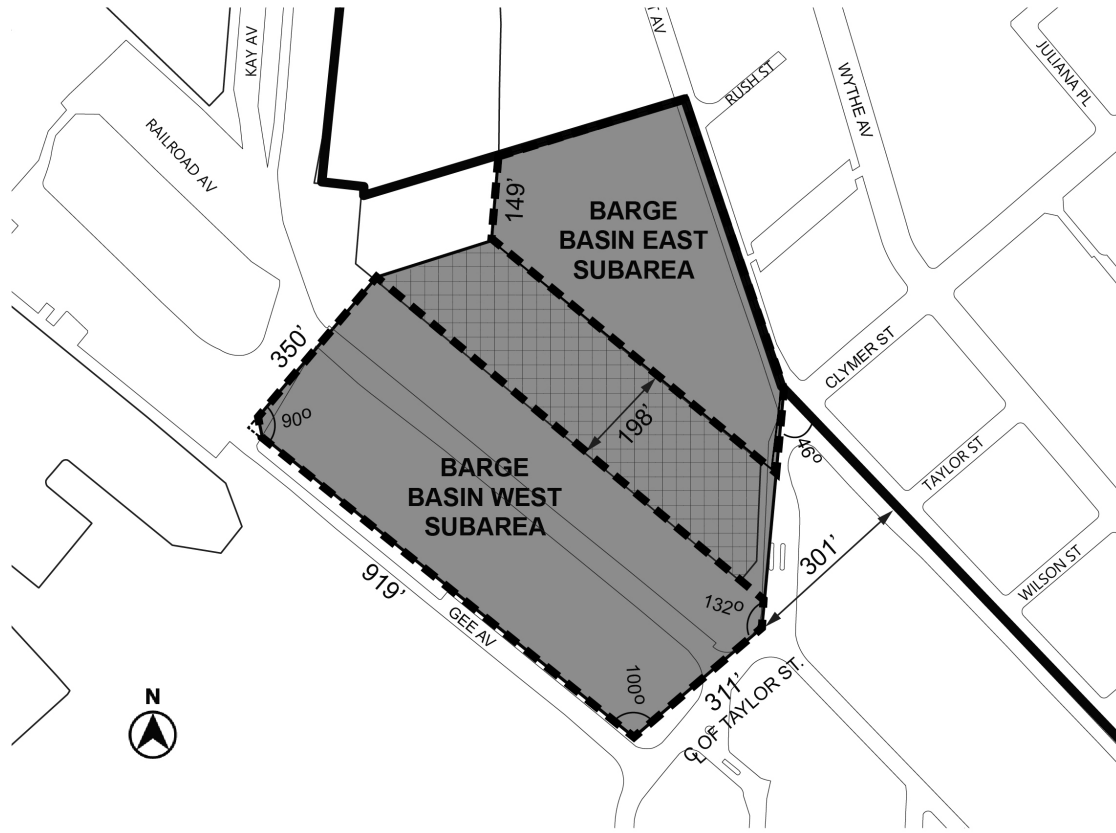 KAY AV
T AV
RUSH ST
WYTHE AV
JULIANA PL
RAILROAD AV
149'
BARGE
BASIN EAST
SUBAREA
350'
CLYMER ST
90º
198'
46º
TAYLOR ST
BARGE
BASIN WEST
SUBAREA
301'
WILSON ST
919'
GEE AV
132º
100º
311'
℄ OF TAYLOR ST.
N